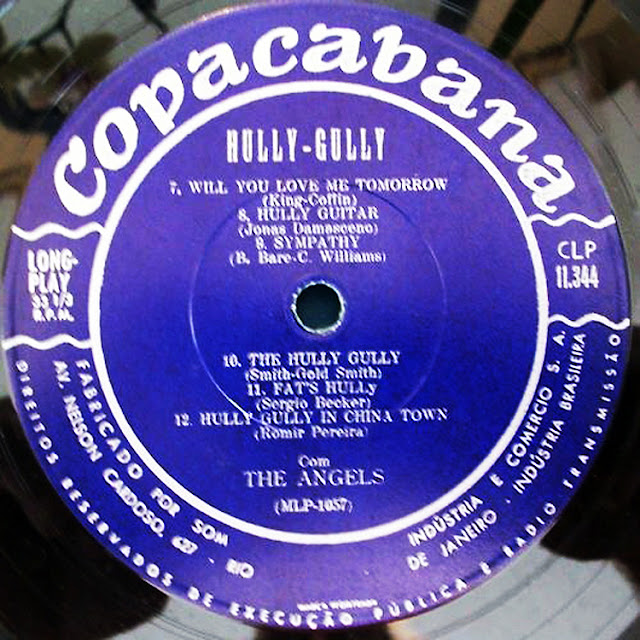 Copacabana
HULLY-GULLY
7. WILL YOU LOVE ME TOMORROW
(King-Coffin)
8. HULLY GUITAR
(Jonas Damasceno)
9. SYMPATHY
(B. Bare-C. Williams)
LONG-
PLAY
33 1/3
R.P.M.
CLP
11.344
10. THE HULLY GULLY
(Smith-Gold Smith)
11. FAT'S HULLy
(Sergio Becker)
12. HULLY GULLY IN CHINA TOWN
(Romir Pereira)
Com
THE ANGELS
(MLP-1057)
FABRICADO POR SOM INDÚSTRIA E COMERCIO S. A.
AV. NELSON CARDOSO, 627 - RIO DE JANEIRO - INDÚSTRIA BRASILEIRA
DIREITOS RESERVADOS DE EXECUÇÃO PÚBLICA E RADIO TRANSMISSÃO